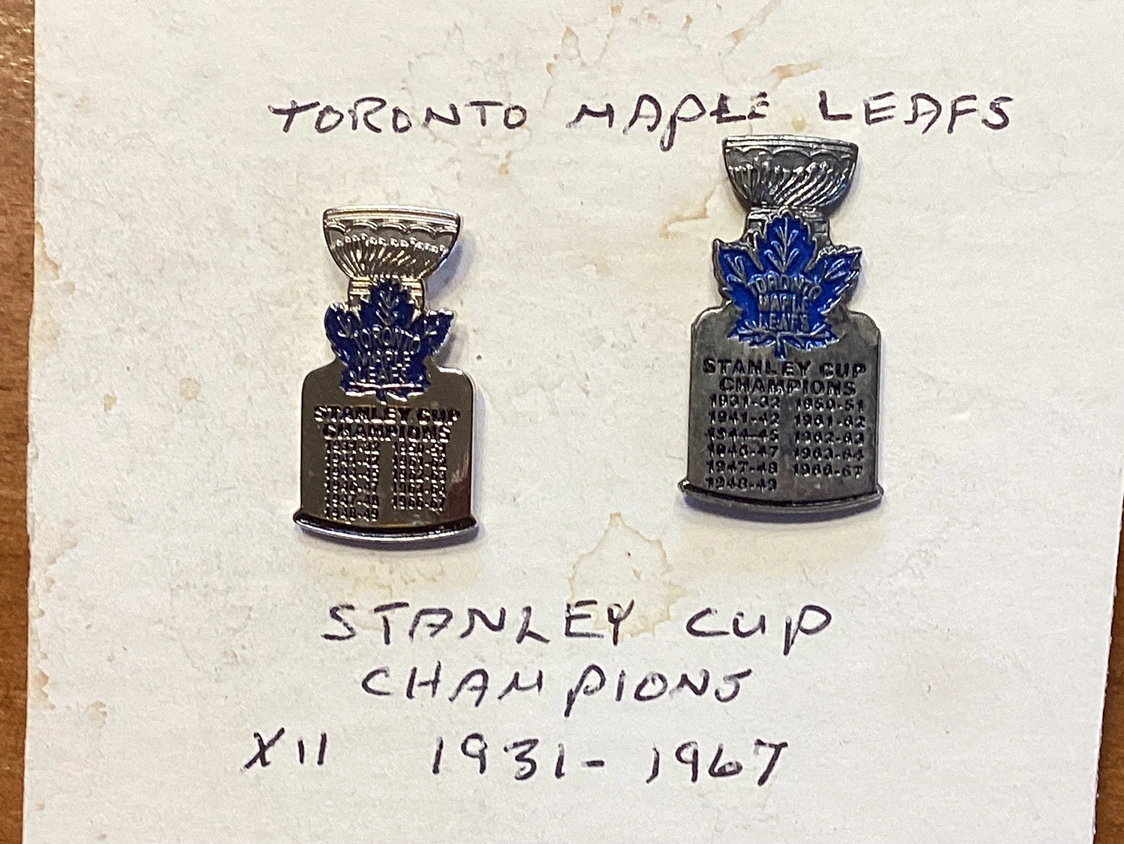 TORONTO MAPLE LEAFS
TORONTO
MAPLE
LEAFS
STANLEY CUP
CHAMPIONS
TORONTO
MAPLE
LEAFS
STANLEY CUP
CHAMPIONS
1931-32 1950-51
1941-42 1961-62
1944-45 1962-63
1946-47 1963-64
1947-48 1966-67
1948-49
STANLEY CUP
CHAMPIONS
XII 1931-1967